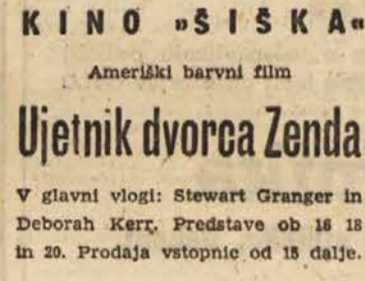 KINO »ŠIŠKA«
Ameriški barvni film
Ujetnik dvorca Zenda
V glavni vlogi: Stewart Granger in
Deborah Kerr. Predstave ob 16 18
in 20. Prodaja vstopnic od 15 dalje.